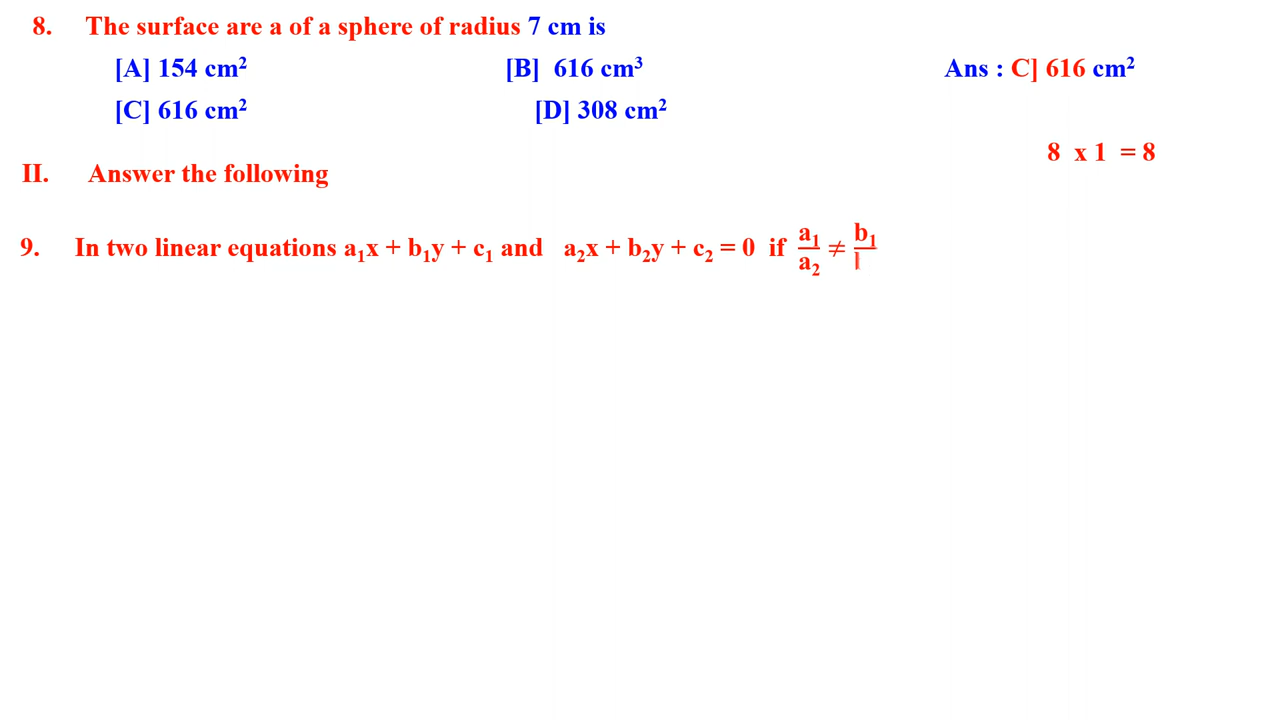 8. The surface are a of a sphere of radius 7 cm is
[A] 154 cm² [B] 616 cm³ Ans : C] 616 cm²
[C] 616 cm² [D] 308 cm²
8 x 1 = 8
II. Answer the following
9. In two linear equations a₁x + b₁y + c₁ and a₂x + b₂y + c₂ = 0 if a₁/a₂ ≠ b₁/